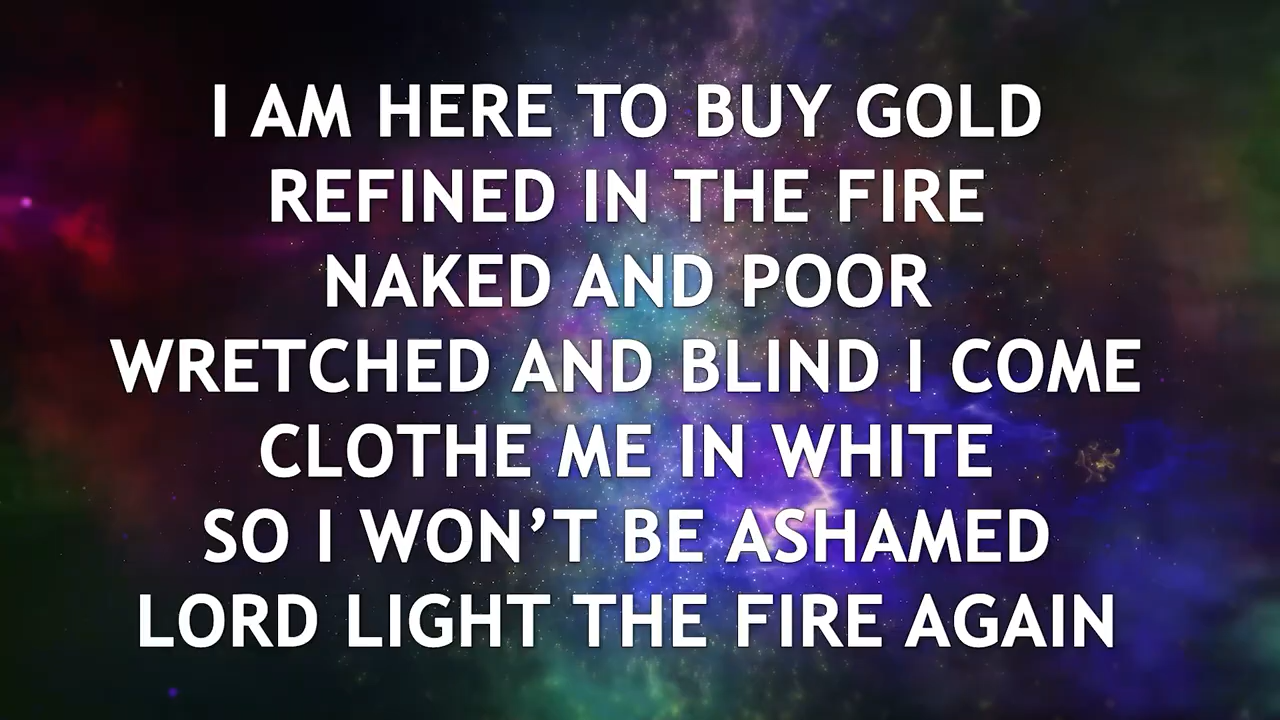 I AM HERE TO BUY GOLD
REFINED IN THE FIRE
NAKED AND POOR
WRETCHED AND BLIND I COME
CLOTHE ME IN WHITE
SO I WON’T BE ASHAMED
LORD LIGHT THE FIRE AGAIN